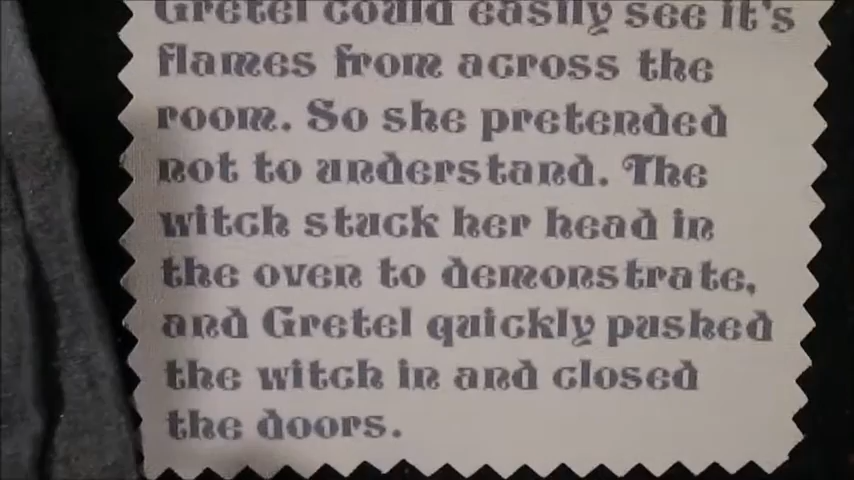 Gretel could easily see it's
flames from across the
room. So she pretended
not to understand. The
witch stuck her head in
the oven to demonstrate,
and Gretel quickly pushed
the witch in and closed
the doors.